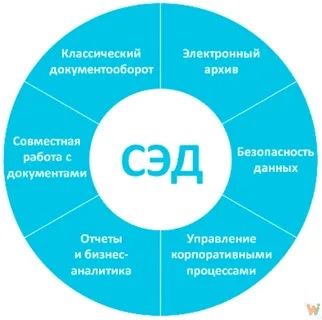 Классический
документооборот
Электронный
архив
Совместная
работа с
документами
СЭД
Безопасность
данных
Отчеты
и бизнес-
аналитика
Управление
корпоративными
процессами
W